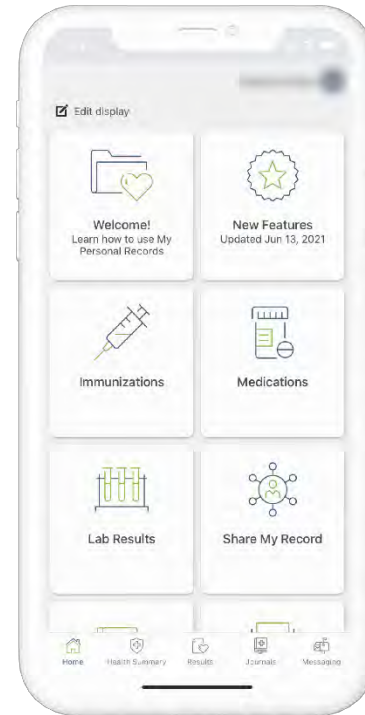 Edit display
Welcome!
Learn how to use My
Personal Records
New Features
Updated Jun 13, 2021
Immunizations
Medications
Lab Results
Share My Record
Home
Health Summary
Results
Journals
Messaging